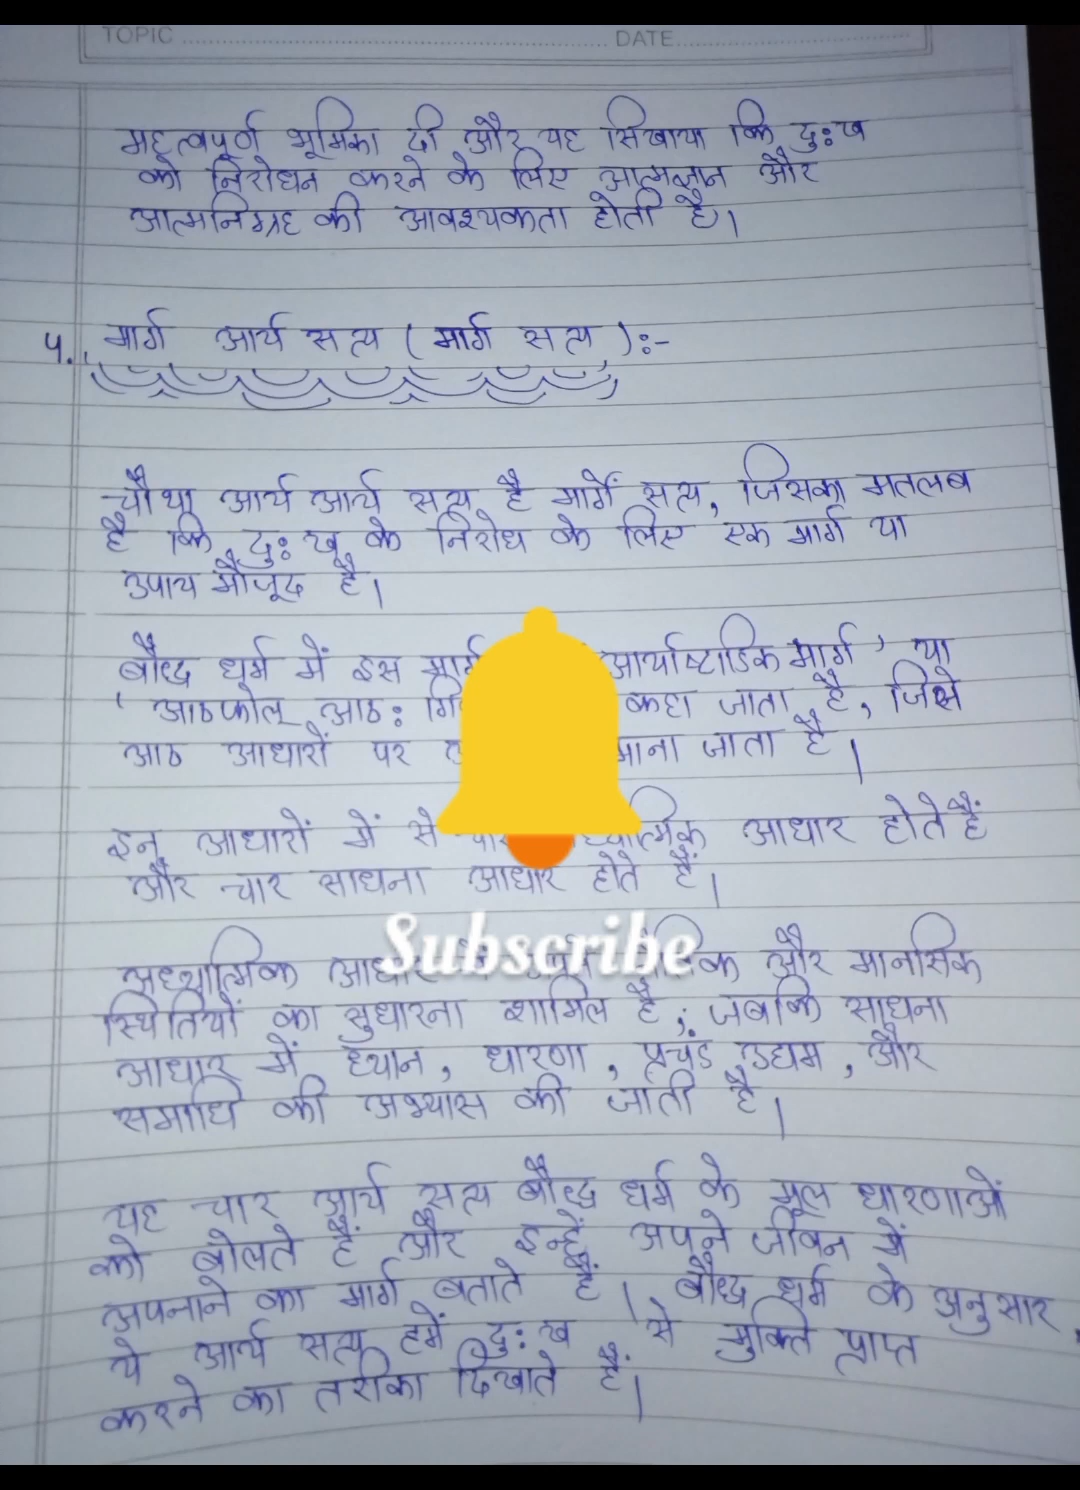 TOPIC DATE
महत्वपूर्ण भूमिका दी और यह सिखाया कि दुःख
को निरोधन करने के लिए आत्मज्ञान और
आत्मनिग्रह की आवश्यकता होती है।
4. मार्ग आर्य सत्य ( मार्ग सत्य ):-
चौथा आर्य आर्य सत्य है मार्ग सत्य, जिसका मतलब
है कि दुःख के निरोध के लिए एक मार्ग या
उपाय मौजूद है।
बौद्ध धर्म में इस मार्ग आर्याष्टाडिक मार्ग' या
'आठफोल् आठः कहा जाता है, जिसे
आठ आधारों पर माना जाता है।
इन आधारों में से आधार होते हैं
और चार साधना आधार होते हैं।
Subscribe
अध्यात्मिक और मानसिक
स्थितियों का सुधारना शामिल है; जबकि साधना
आधार में ध्यान, धारणा, प्रचंड उद्यम, और
समाधि की अभ्यास की जाती है।
यह चार आर्य सत्य बौद्ध धर्म के मूल धारणाओं
को बोलते हैं और इन्हें अपने जीवन में
अपनाने का मार्ग बताते हैं। बौद्ध धर्म के अनुसार,
ये आर्य सत्य हमें दुःख से मुक्ति प्राप्त
करने का तरीका दिखाते हैं।